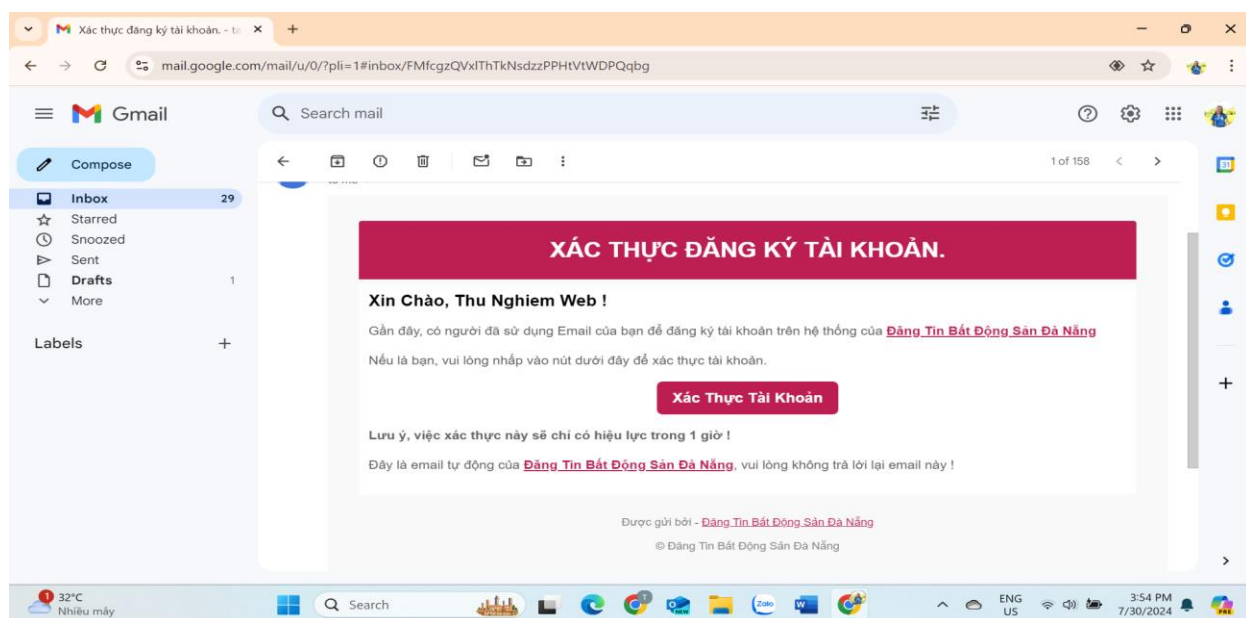 Xác thực đăng ký tài khoản. - ta
mail.google.com/mail/u/0/?pli=1#inbox/FMfcgzQVxlThTkNsdzzPPHtVtWDPQqbg
Gmail
Search mail
Compose
1 of 158
31
Inbox 29
Starred
Snoozed
Sent
Drafts 1
More
Labels
XÁC THỰC ĐĂNG KÝ TÀI KHOẢN.
Xin Chào, Thu Nghiem Web !
Gần đây, có người đã sử dụng Email của bạn để đăng ký tài khoản trên hệ thống của Đăng Tin Bất Động Sản Đà Nẵng
Nếu là bạn, vui lòng nhấp vào nút dưới đây để xác thực tài khoản.
Xác Thực Tài Khoản
Lưu ý, việc xác thực này sẽ chỉ có hiệu lực trong 1 giờ !
Đây là email tự động của Đăng Tin Bất Động Sản Đà Nẵng, vui lòng không trả lời lại email này !
Được gửi bởi - Đăng Tin Bất Động Sản Đà Nẵng
© Đăng Tin Bất Động Sản Đà Nẵng
1
32°C
Nhiều mây
Search
NEW
Zalo
ENG
US
3:54 PM
7/30/2024
PRE